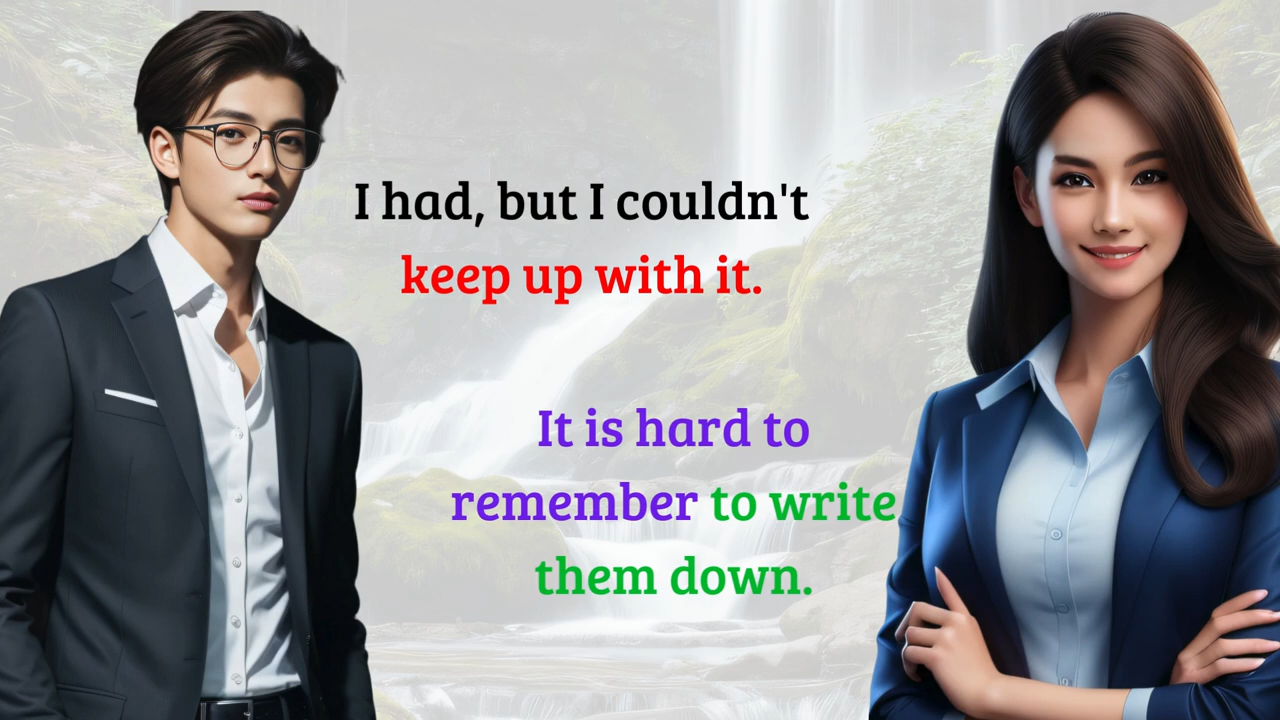 I had, but I couldn't
keep up with it.
It is hard to
remember to write
them down.